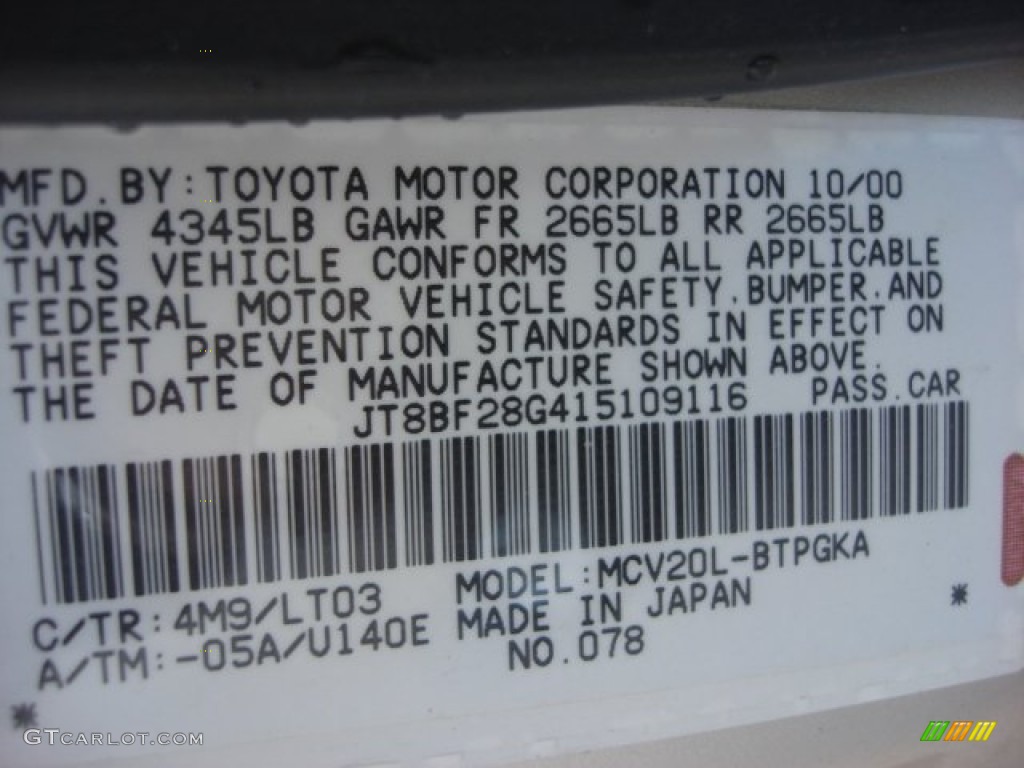 MFD. BY: TOYOTA MOTOR CORPORATION 10/00
GVWR 4345LB GAWR FR 2665LB RR 2665LB
THIS VEHICLE CONFORMS TO ALL APPLICABLE
FEDERAL MOTOR VEHICLE SAFETY.BUMPER.AND
THEFT PREVENTION STANDARDS IN EFFECT ON
THE DATE OF MANUFACTURE SHOWN ABOVE.
JT8BF28G415109116 PASS.CAR
C/TR: 4M9/LT03 MODEL:MCV20L-BTPGKA
A/TM:-05A/U140E MADE IN JAPAN *
NO.078
*
GTCARLOT.COM